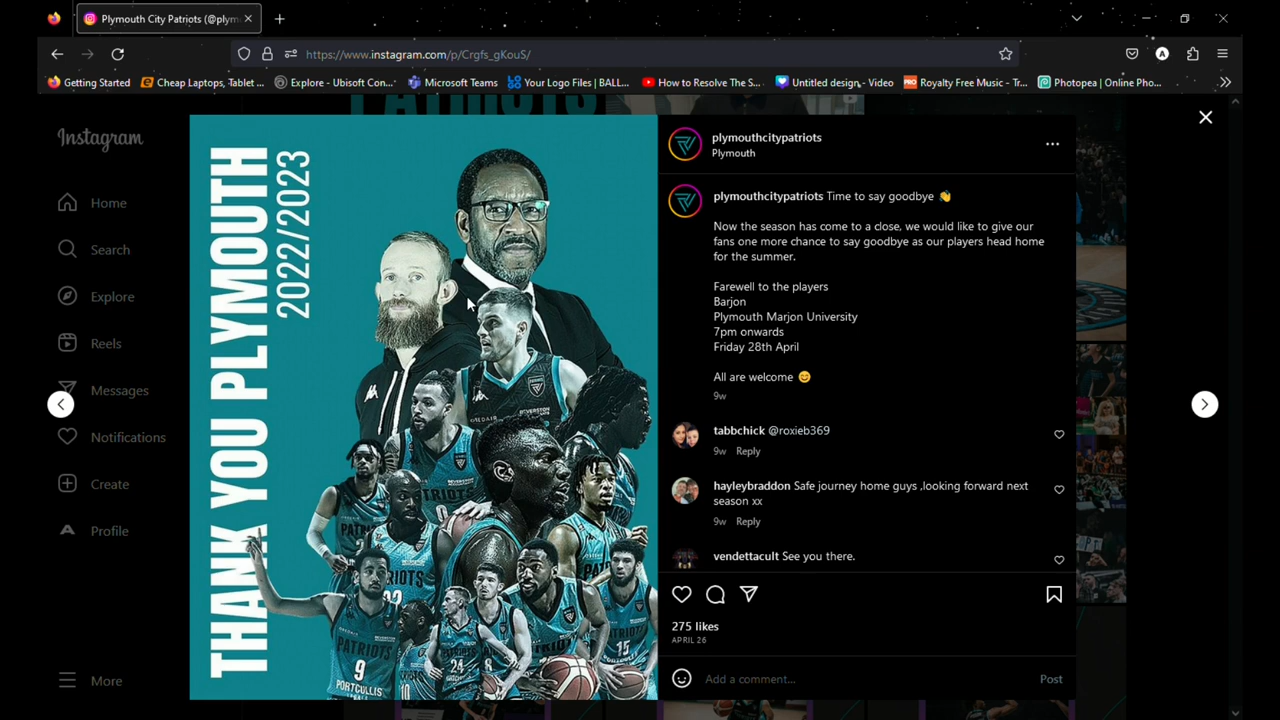 Plymouth City Patriots (@plym
https://www.instagram.com/p/Crgfs_gKouS/
Getting Started
Cheap Laptops, Tablet ...
Explore - Ubisoft Con...
Microsoft Teams
Your Logo Files | BALL...
How to Resolve The S...
Untitled design, - Video
Royalty Free Music - Tr...
Photopea | Online Pho...
Instagram
Home
Search
Explore
Reels
Messages
Notifications
Create
Profile
More
THANK YOU PLYMOUTH
2022/2023
PATRIOTS
9
PORTCULLIS
24
8
15
plymouthcitypatriots
Plymouth
plymouthcitypatriots Time to say goodbye 👋
Now the season has come to a close, we would like to give our
fans one more chance to say goodbye as our players head home
for the summer.
Farewell to the players
Barjon
Plymouth Marjon University
7pm onwards
Friday 28th April
All are welcome 😊
9w
tabbchick @roxieb369
9w Reply
hayleybraddon Safe journey home guys ,looking forward next
season xx
9w Reply
vendettacult See you there.
275 likes
APRIL 26
Add a comment...
Post